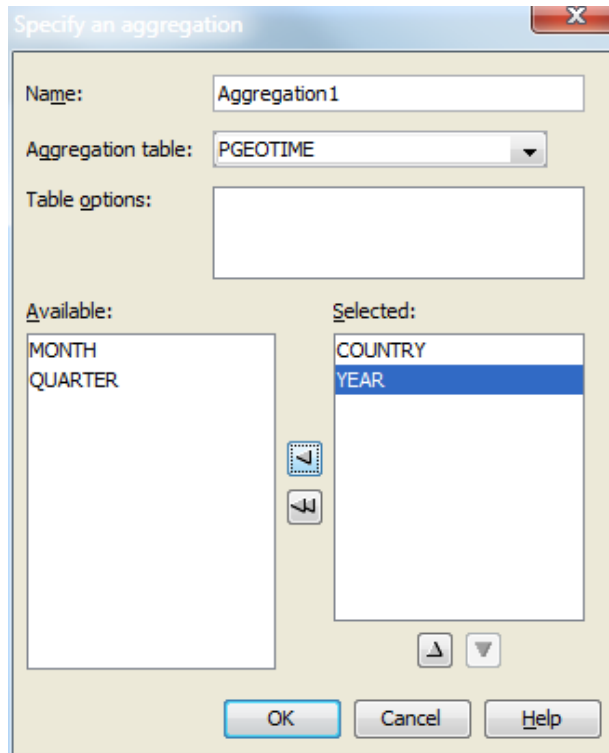 Specify an aggregation
Name: Aggregation1
Aggregation table: PGEOTIME
Table options:
Available: Selected:
MONTH COUNTRY
QUARTER YEAR
OK Cancel Help